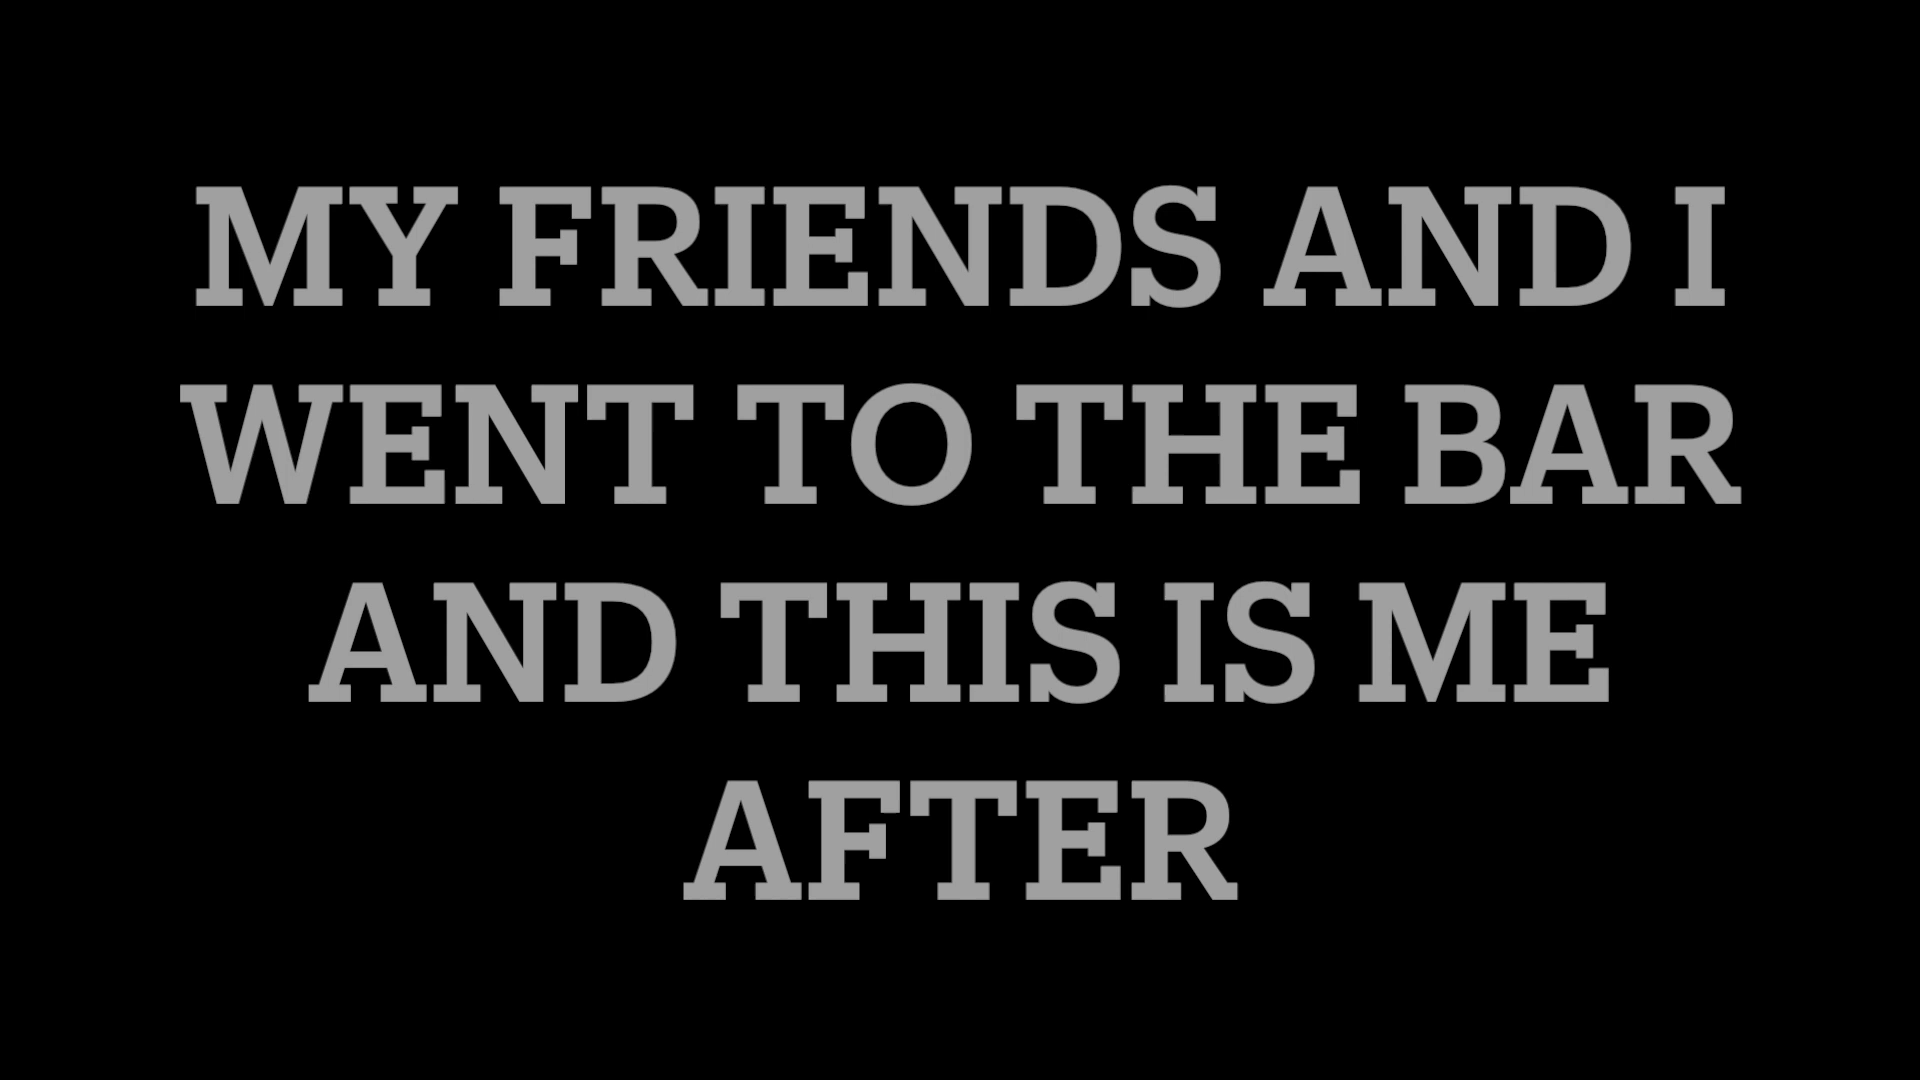 MY FRIENDS AND I
WENT TO THE BAR
AND THIS IS ME
AFTER